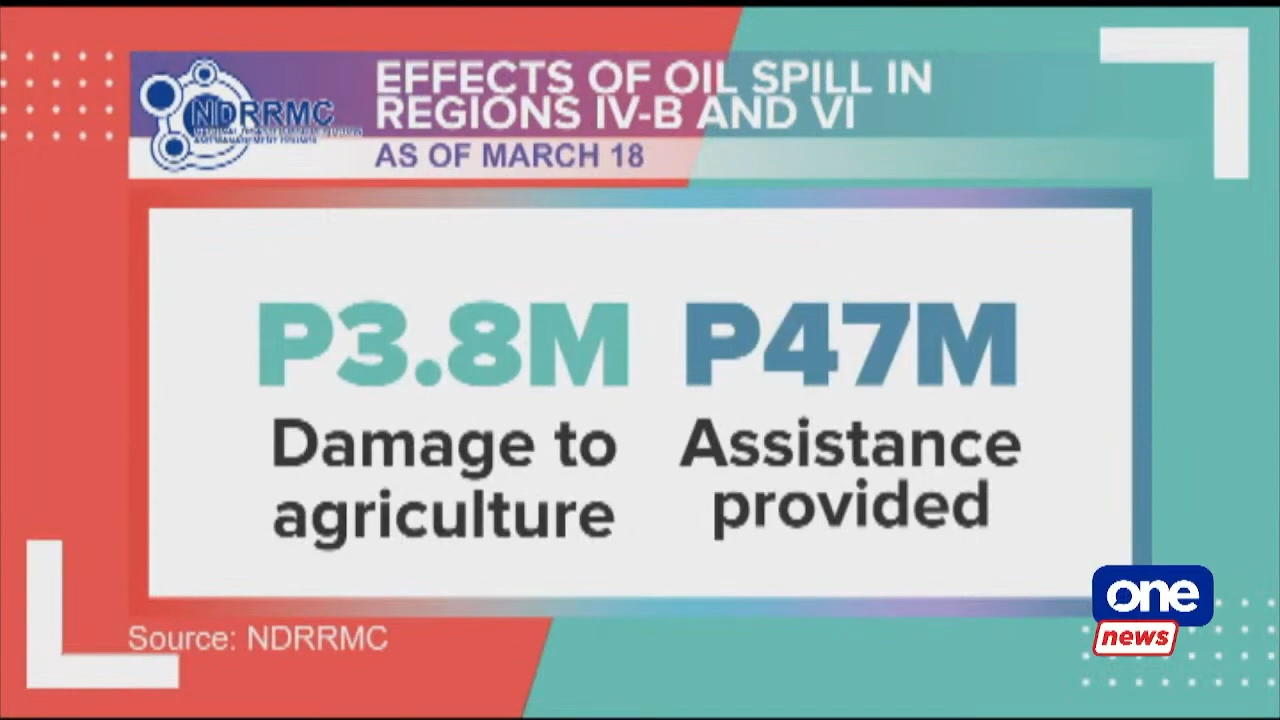 NDRRMC
EFFECTS OF OIL SPILL IN
REGIONS IV-B AND VI
AS OF MARCH 18
P3.8M
Damage to
agriculture
P47M
Assistance
provided
Source: NDRRMC
one
news